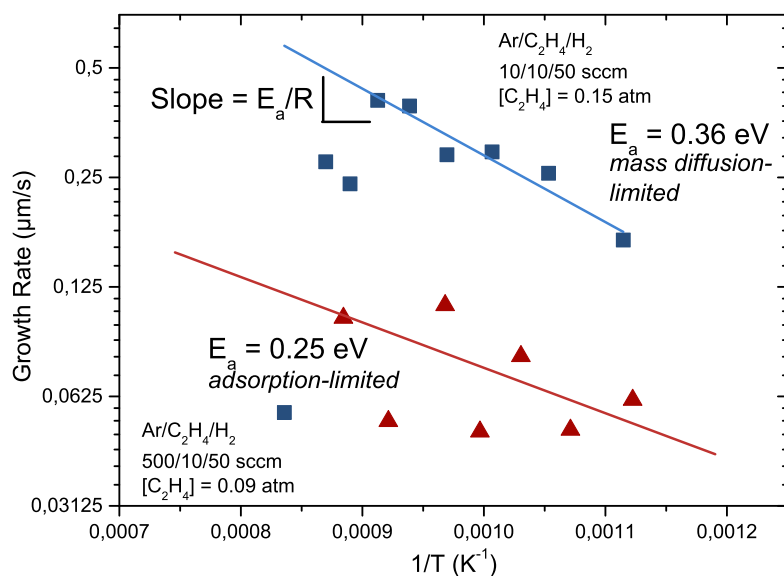 Ar/C₂H₄/H₂
10/10/50 sccm
[C₂H₄] = 0.15 atm
Slope = Eₐ/R
Eₐ = 0.36 eV
mass diffusion-
limited
Eₐ = 0.25 eV
adsorption-limited
Ar/C₂H₄/H₂
500/10/50 sccm
[C₂H₄] = 0.09 atm
Growth Rate (μm/s)
0,5
0,25
0,125
0,0625
0,03125
0,0007 0,0008 0,0009 0,0010 0,0011 0,0012
1/T (K⁻¹)